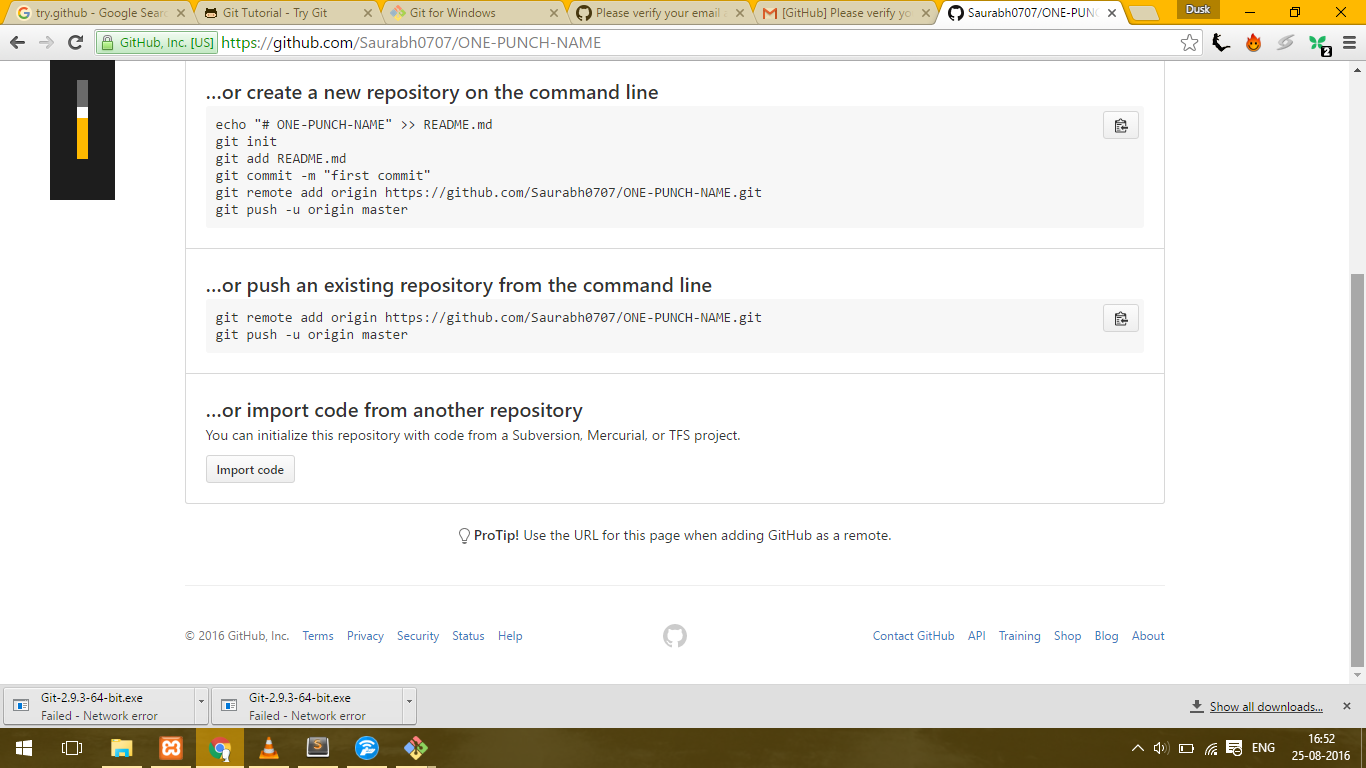 try.github - Google Sear
Git Tutorial - Try Git
Git for Windows
Please verify your email
[GitHub] Please verify yo
Saurabh0707/ONE-PUNC
Dusk
GitHub, Inc. [US]
https://github.com/Saurabh0707/ONE-PUNCH-NAME
2
…or create a new repository on the command line
echo "# ONE-PUNCH-NAME" >> README.md
git init
git add README.md
git commit -m "first commit"
git remote add origin https://github.com/Saurabh0707/ONE-PUNCH-NAME.git
git push -u origin master
…or push an existing repository from the command line
git remote add origin https://github.com/Saurabh0707/ONE-PUNCH-NAME.git
git push -u origin master
…or import code from another repository
You can initialize this repository with code from a Subversion, Mercurial, or TFS project.
Import code
ProTip! Use the URL for this page when adding GitHub as a remote.
© 2016 GitHub, Inc. Terms Privacy Security Status Help
Contact GitHub API Training Shop Blog About
Git-2.9.3-64-bit.exe
Failed - Network error
Git-2.9.3-64-bit.exe
Failed - Network error
Show all downloads...
ENG
16:52
25-08-2016